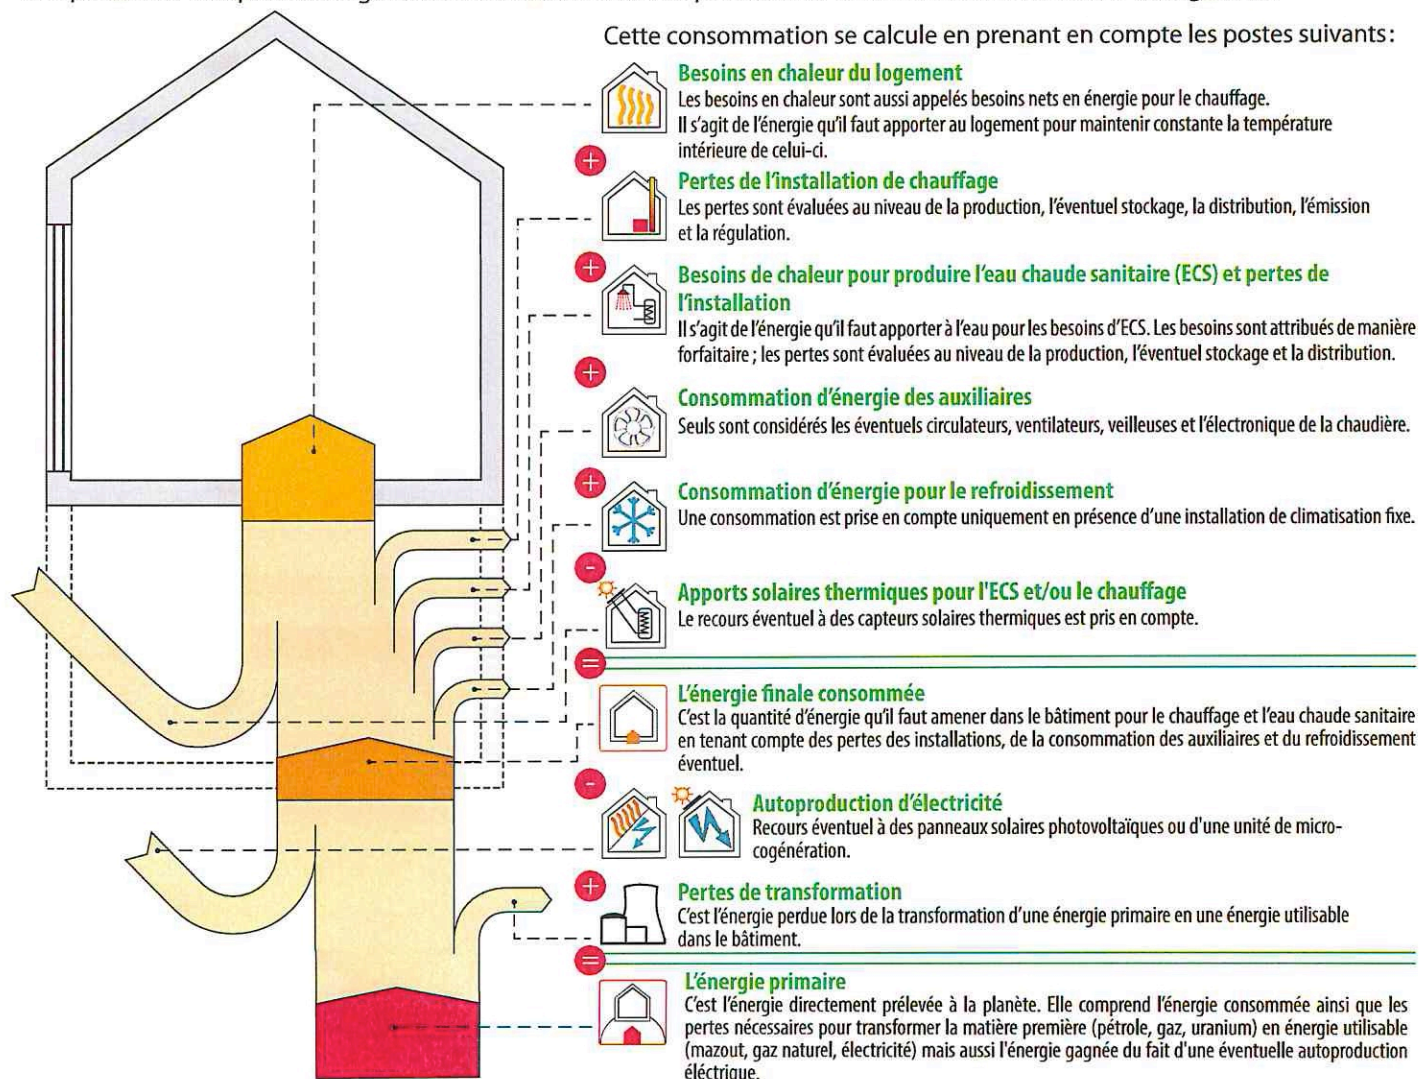 Cette consommation se calcule en prenant en compte les postes suivants:
Besoins en chaleur du logement
Les besoins en chaleur sont aussi appelés besoins nets en énergie pour le chauffage.
Il s'agit de l'énergie qu'il faut apporter au logement pour maintenir constante la température
intérieure de celui-ci.
+
Pertes de l'installation de chauffage
Les pertes sont évaluées au niveau de la production, l'éventuel stockage, la distribution, l'émission
et la régulation.
+
Besoins de chaleur pour produire l'eau chaude sanitaire (ECS) et pertes de
l'installation
Il s'agit de l'énergie qu'il faut apporter à l'eau pour les besoins d'ECS. Les besoins sont attribués de manière
forfaitaire ; les pertes sont évaluées au niveau de la production, l'éventuel stockage et la distribution.
+
Consommation d'énergie des auxiliaires
Seuls sont considérés les éventuels circulateurs, ventilateurs, veilleuses et l'électronique de la chaudière.
+
Consommation d'énergie pour le refroidissement
Une consommation est prise en compte uniquement en présence d'une installation de climatisation fixe.
-
Apports solaires thermiques pour l'ECS et/ou le chauffage
Le recours éventuel à des capteurs solaires thermiques est pris en compte.
=
L'énergie finale consommée
C'est la quantité d'énergie qu'il faut amener dans le bâtiment pour le chauffage et l'eau chaude sanitaire
en tenant compte des pertes des installations, de la consommation des auxiliaires et du refroidissement
éventuel.
-
Autoproduction d'électricité
Recours éventuel à des panneaux solaires photovoltaïques ou d'une unité de micro-
cogénération.
+
Pertes de transformation
C'est l'énergie perdue lors de la transformation d'une énergie primaire en une énergie utilisable
dans le bâtiment.
=
L'énergie primaire
C'est l'énergie directement prélevée à la planète. Elle comprend l'énergie consommée ainsi que les
pertes nécessaires pour transformer la matière première (pétrole, gaz, uranium) en énergie utilisable
(mazout, gaz naturel, électricité) mais aussi l'énergie gagnée du fait d'une éventuelle autoproduction
éléctrique.